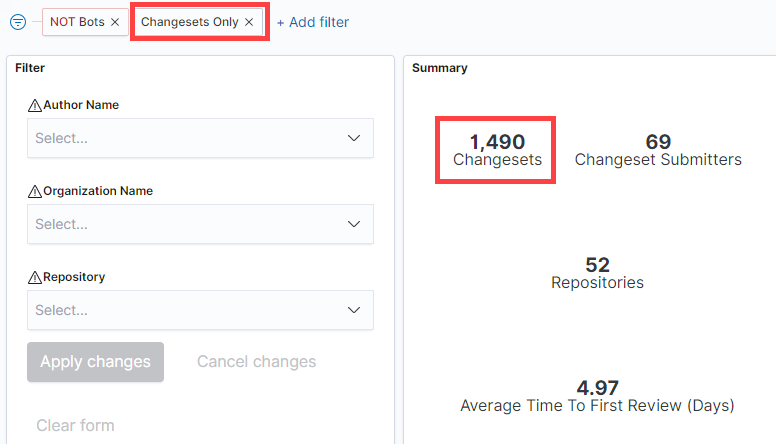 NOT Bots × Changesets Only × + Add filter
Filter
Author Name
Select...
Organization Name
Select...
Repository
Select...
Apply changes Cancel changes
Clear form
Summary
1,490 69
Changesets Changeset Submitters
52
Repositories
4.97
Average Time To First Review (Days)